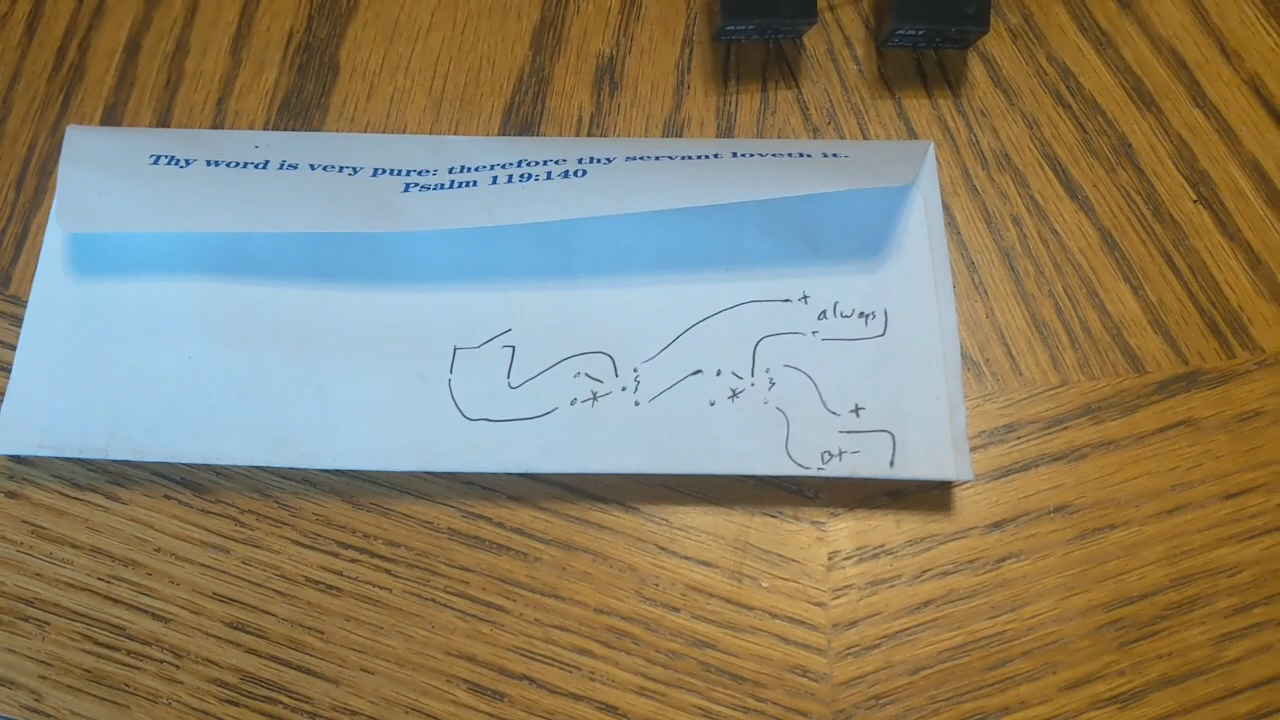 Thy word is very pure: therefore thy servant loveth it.
Psalm 119:140
+
always
-
+
B+-